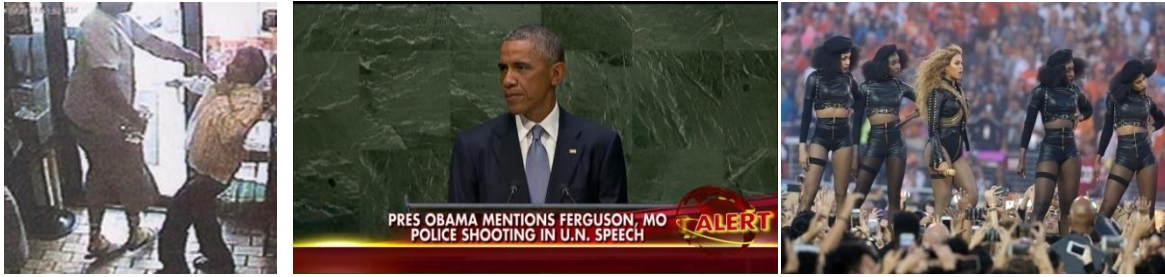 PRES OBAMA MENTIONS FERGUSON, MO
POLICE SHOOTING IN U.N. SPEECH
ALERT